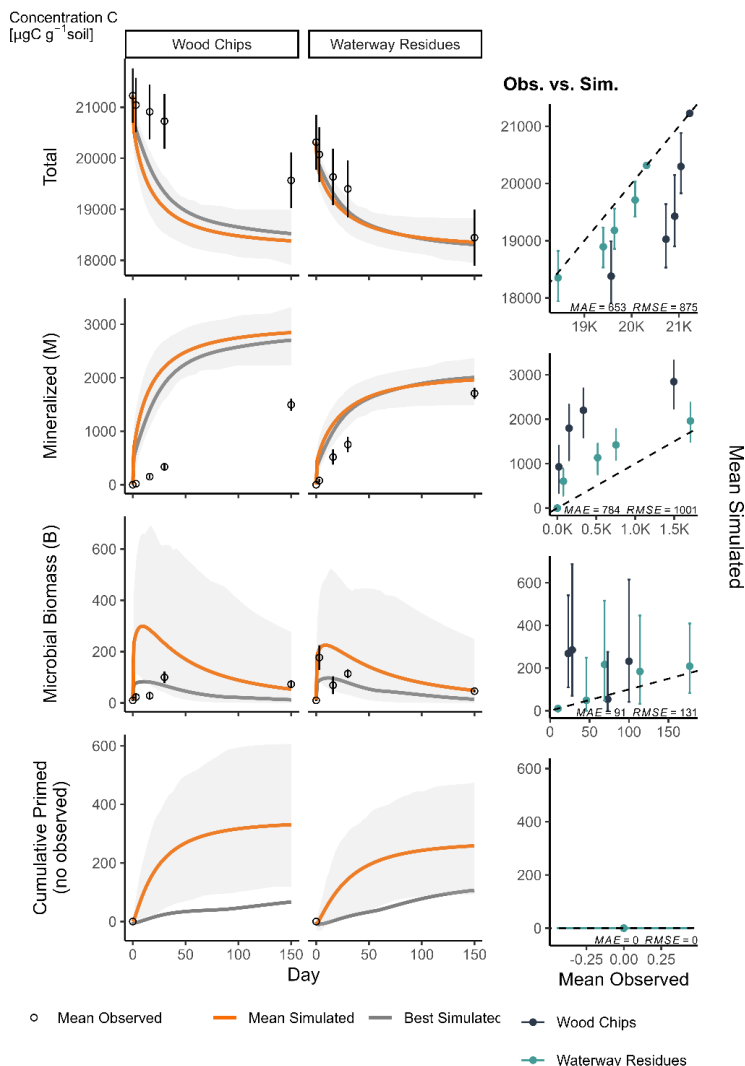 Concentration C
[µgC g⁻¹soil]
Wood Chips
Waterway Residues
Obs. vs. Sim.
Total
21000
20000
19000
18000
21000
20000
19000
18000
MAE = 653 RMSE = 875
19K 20K 21K
Mineralized (M)
3000
2000
1000
0
3000
2000
1000
0
MAE = 784 RMSE = 1001
0.0K 0.5K 1.0K 1.5K
Mean Simulated
Microbial Biomass (B)
600
400
200
0
600
400
200
0
MAE = 91 RMSE = 131
0 50 100 150
Cumulative Primed
(no observed)
600
400
200
0
600
400
200
0
MAE = 0 RMSE = 0
0 50 100 150 0 50 100 150
-0.25 0.00 0.25
Day
Mean Observed
Mean Observed
Mean Simulated
Best Simulated
Wood Chips
Waterway Residues